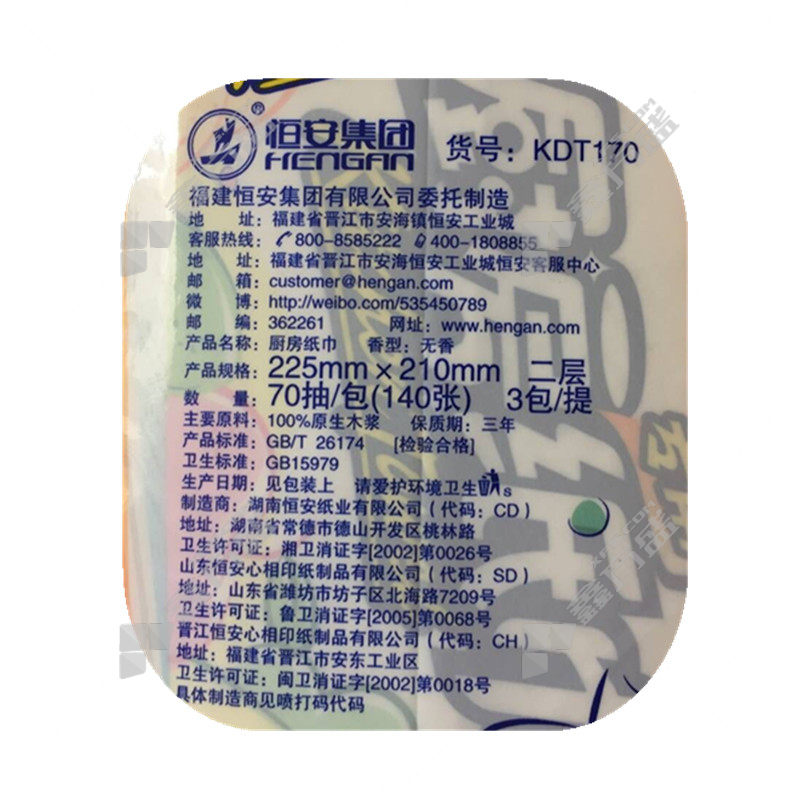 恒安集团®
HENGAN
货号：KDT170
福建恒安集团有限公司委托制造
地 址：福建省晋江市安海镇恒安工业城
客服热线：800-8585222 400-1808855
地 址：福建省晋江市安海恒安工业城恒安客服中心
邮 箱：customer@hengan.com
微 博：http://weibo.com/535450789
邮 编：362261 网址：www.hengan.com
产品名称：厨房纸巾 香型：无香
产品规格：225mm×210mm 二层
数 量：70抽/包(140张) 3包/提
主要原料：100%原生木浆 保质期：三年
产品标准：GB/T 26174 [检验合格]
卫生标准：GB15979
生产日期：见包装上 请爱护环境卫生 s
制造商：湖南恒安纸业有限公司（代码：CD）
地址：湖南省常德市德山开发区桃林路
卫生许可证：湘卫消证字[2002]第0026号
山东恒安心相印纸制品有限公司（代码：SD）
地址：山东省潍坊市坊子区北海路7209号
卫生许可证：鲁卫消证字[2005]第0068号
晋江恒安心相印纸制品有限公司（代码：CH）
地址：福建省晋江市安东工业区
卫生许可证：闽卫消证字[2002]第0018号
具体制造商见喷打码代码